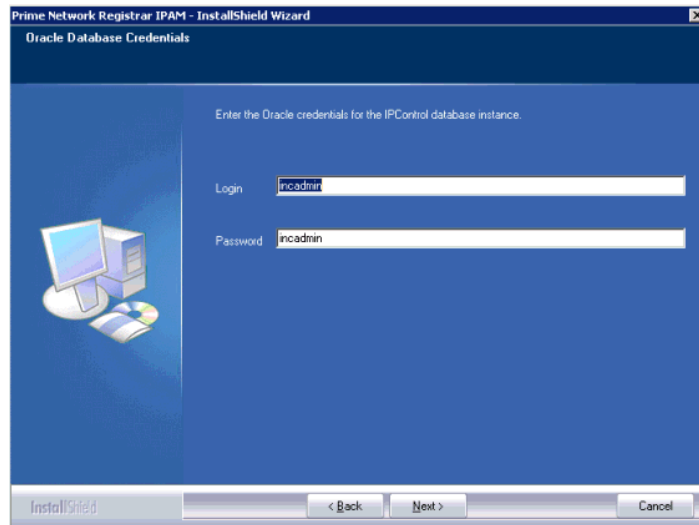 Prime Network Registrar IPAM - InstallShield Wizard
Oracle Database Credentials
Enter the Oracle credentials for the IPControl database instance.
Login incadmin
Password incadmin
InstallShield
< Back Next > Cancel